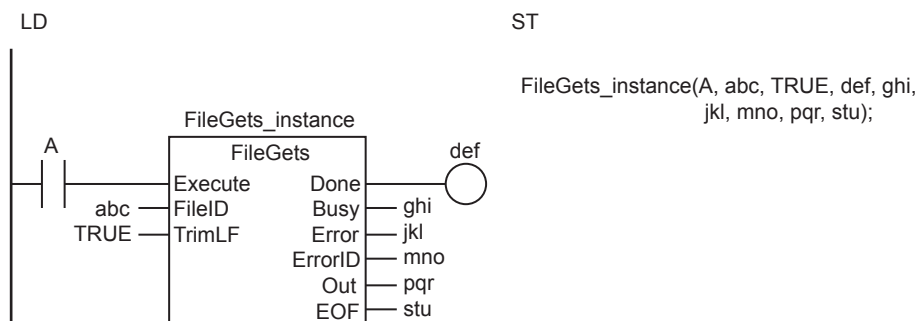 LD
ST
FileGets_instance(A, abc, TRUE, def, ghi,
jkl, mno, pqr, stu);
FileGets_instance
FileGets
A
def
Execute
Done
abc
FileID
Busy
ghi
TRUE
TrimLF
Error
jkl
ErrorID
mno
Out
pqr
EOF
stu